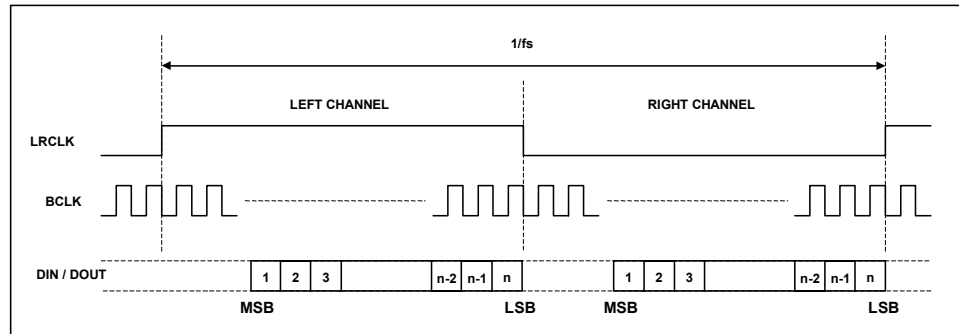 1/fs
LEFT CHANNEL RIGHT CHANNEL
LRCLK
BCLK
DIN / DOUT 1 2 3 n-2 n-1 n 1 2 3 n-2 n-1 n
MSB LSB MSB LSB